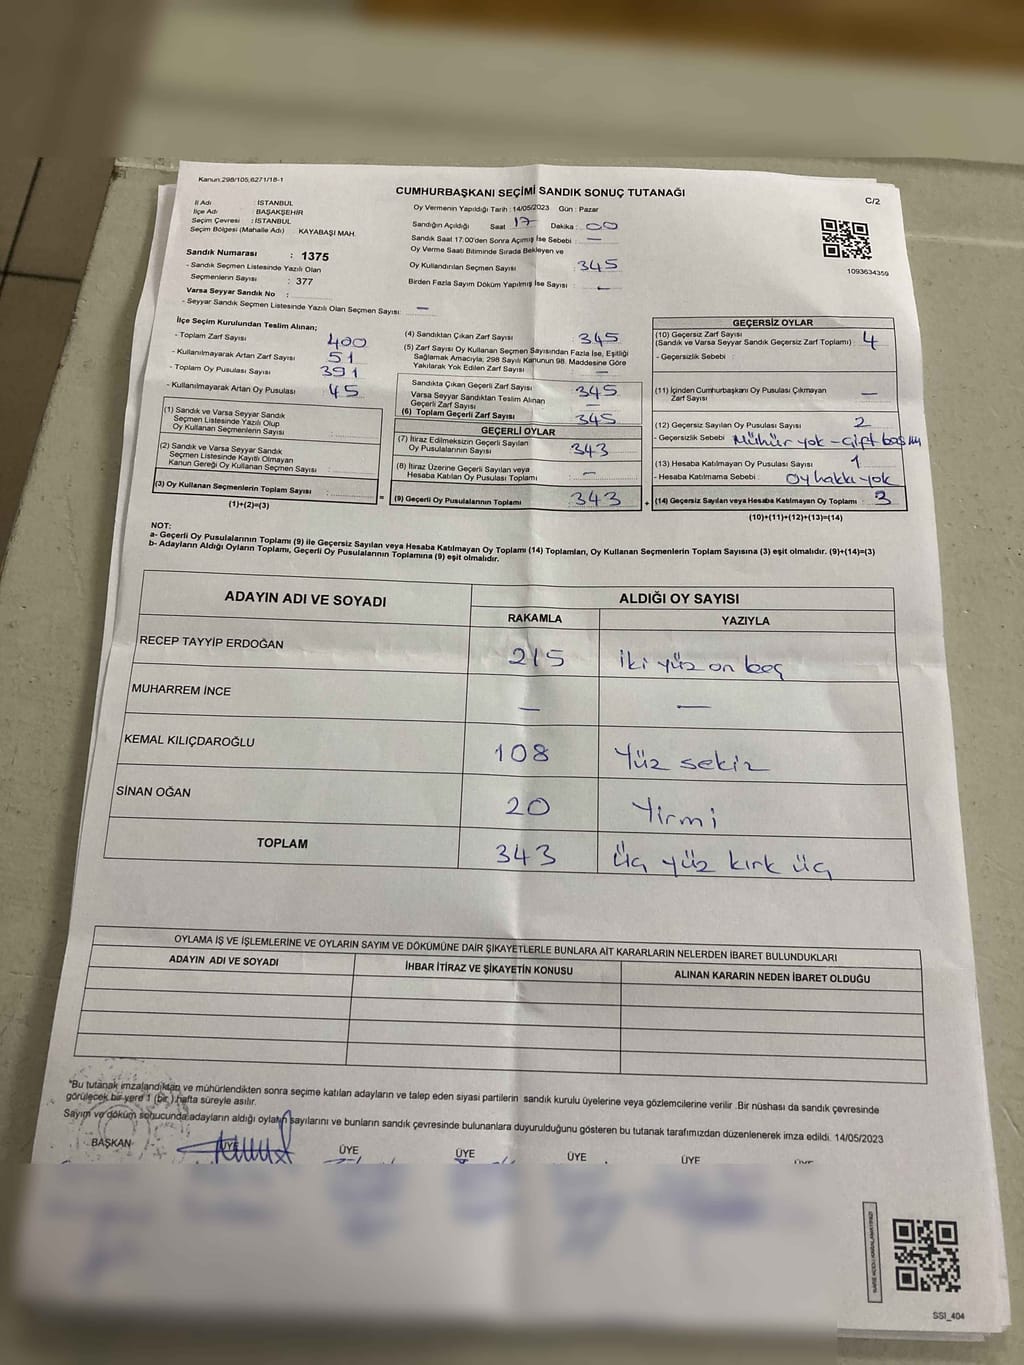 Kanun:298/105,6271/18-1
CUMHURBAŞKANI SEÇİMİ SANDIK SONUÇ TUTANAĞI
C/2
İl Adı : İSTANBUL
İlçe Adı : BAŞAKŞEHİR
Seçim Çevresi : İSTANBUL
Seçim Bölgesi (Mahalle Adı) KAYABAŞI MAH.
Oy Vermenin Yapıldığı Tarih : 14/05/2023 Gün : Pazar
Sandığın Açıldığı Saat 17 Dakika : 00
Sandık Saat 17:00'den Sonra Açımış İse Sebebi : —
Oy Verme Saati Bitiminde Sırada Bekleyen ve
Oy Kullandırılan Seçmen Sayısı : 345
Birden Fazla Sayım Döküm Yapılmış İse Sayısı : —
1093634359
Sandık Numarası : 1375
- Sandık Seçmen Listesinde Yazılı Olan
Seçmenlerin Sayısı : 377
Varsa Seyyar Sandık No :
- Seyyar Sandık Seçmen Listesinde Yazılı Olan Seçmen Sayısı: —
İlçe Seçim Kurulundan Teslim Alınan;
- Toplam Zarf Sayısı 400
- Kullanılmayarak Artan Zarf Sayısı 51
- Toplam Oy Pusulası Sayısı 391
- Kullanılmayarak Artan Oy Pusulası 45
(1) Sandık ve Varsa Seyyar Sandık
Seçmen Listesinde Yazılı Olup
Oy Kullanan Seçmenlerin Sayısı :
(2) Sandık ve Varsa Seyyar Sandık
Seçmen Listesinde Kayıtlı Olmayan
Kanun Gereği Oy Kullanan Seçmen Sayısı :
(3) Oy Kullanan Seçmenlerin Toplam Sayısı :
(1)+(2)=(3)
=
(4) Sandıktan Çıkan Zarf Sayısı 345
(5) Zarf Sayısı Oy Kullanan Seçmen Sayısından Fazla İse, Eşitliği
Sağlamak Amacıyla; 298 Sayılı Kanunun 98. Maddesine Göre
Yakılarak Yok Edilen Zarf Sayısı —
Sandıkta Çıkan Geçerli Zarf Sayısı 345
Varsa Seyyar Sandıktan Teslim Alınan
Geçerli Zarf Sayısı —
(6) Toplam Geçerli Zarf Sayısı 345
GEÇERLİ OYLAR
(7) İtiraz Edilmeksizin Geçerli Sayılan
Oy Pusulalarının Sayısı 343
(8) İtiraz Üzerine Geçerli Sayılan veya
Hesaba Katılan Oy Pusulası Toplamı —
(9) Geçerli Oy Pusulalarının Toplamı 343
+
GEÇERSİZ OYLAR
(10) Geçersiz Zarf Sayısı
(Sandık ve Varsa Seyyar Sandık Geçersiz Zarf Toplamı) : 4
- Geçersizlik Sebebi :
(11) İçinden Cumhurbaşkanı Oy Pusulası Çıkmayan
Zarf Sayısı —
(12) Geçersiz Sayılan Oy Pusulası Sayısı 2
- Geçersizlik Sebebi Mühür yok - çift basım
(13) Hesaba Katılmayan Oy Pusulası Sayısı 1
- Hesaba Katılmama Sebebi : Oy hakkı yok
(14) Geçersiz Sayılan veya Hesaba Katılmayan Oy Toplamı : 3
(10)+(11)+(12)+(13)=(14)
NOT:
a- Geçerli Oy Pusulalarının Toplamı (9) ile Geçersiz Sayılan veya Hesaba Katılmayan Oy Toplamı (14) Toplamları, Oy Kullanan Seçmenlerin Toplam Sayısına (3) eşit olmalıdır. (9)+(14)=(3)
b- Adayların Aldığı Oyların Toplamı, Geçerli Oy Pusulalarının Toplamına (9) eşit olmalıdır.
ADAYIN ADI VE SOYADI
ALDIĞI OY SAYISI
RAKAMLA YAZIYLA
RECEP TAYYİP ERDOĞAN 215 iki yüz on beş
MUHARREM İNCE — —
KEMAL KILIÇDAROĞLU 108 Yüz sekiz
SİNAN OĞAN 20 Yirmi
TOPLAM 343 üç yüz kırk üç
OYLAMA İŞ VE İŞLEMLERİNE VE OYLARIN SAYIM VE DÖKÜMÜNE DAİR ŞİKAYETLERLE BUNLARA AİT KARARLARIN NELERDEN İBARET BULUNDUKLARI
ADAYIN ADI VE SOYADI İHBAR İTİRAZ VE ŞİKAYETİN KONUSU ALINAN KARARIN NEDEN İBARET OLDUĞU
*Bu tutanak imzalandıktan ve mühürlendikten sonra seçime katılan adayların ve talep eden siyasi partilerin sandık kurulu üyelerine veya gözlemcilerine verilir .Bir nüshası da sandık çevresinde
görülecek bir yere 1 (bir ) hafta süreyle asılır.
Sayım ve döküm sonucunda adayların aldığı oyların sayılarını ve bunların sandık çevresinde bulunanlara duyurulduğunu gösteren bu tutanak tarafımızdan düzenlenerek imza edildi. 14/05/2023
BAŞKAN ÜYE ÜYE ÜYE ÜYE ÜYE ÜYE
SSI_404